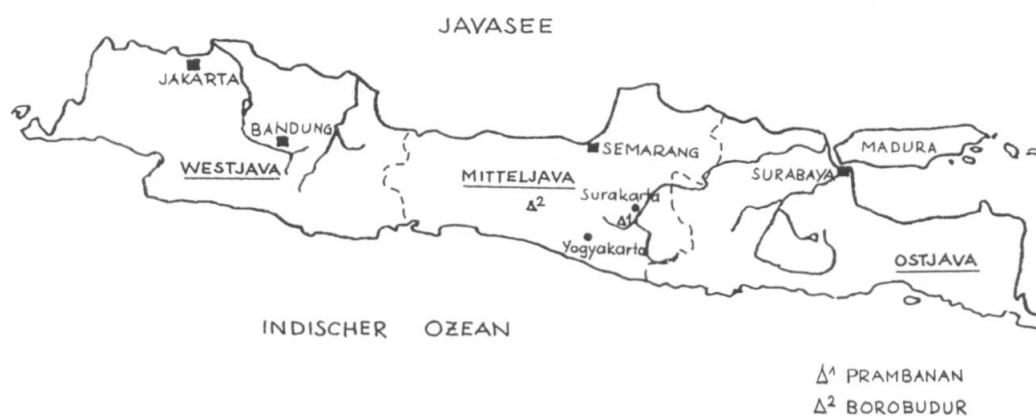 JAVASEE
JAKARTA
BANDUNG
SEMARANG
MADURA
WESTJAVA
MITTELJAVA
SURABAYA
Δ² Surakarta
Δ¹
Yogyakarta
OSTJAVA
INDISCHER OZEAN
Δ¹ PRAMBANAN
Δ² BOROBUDUR